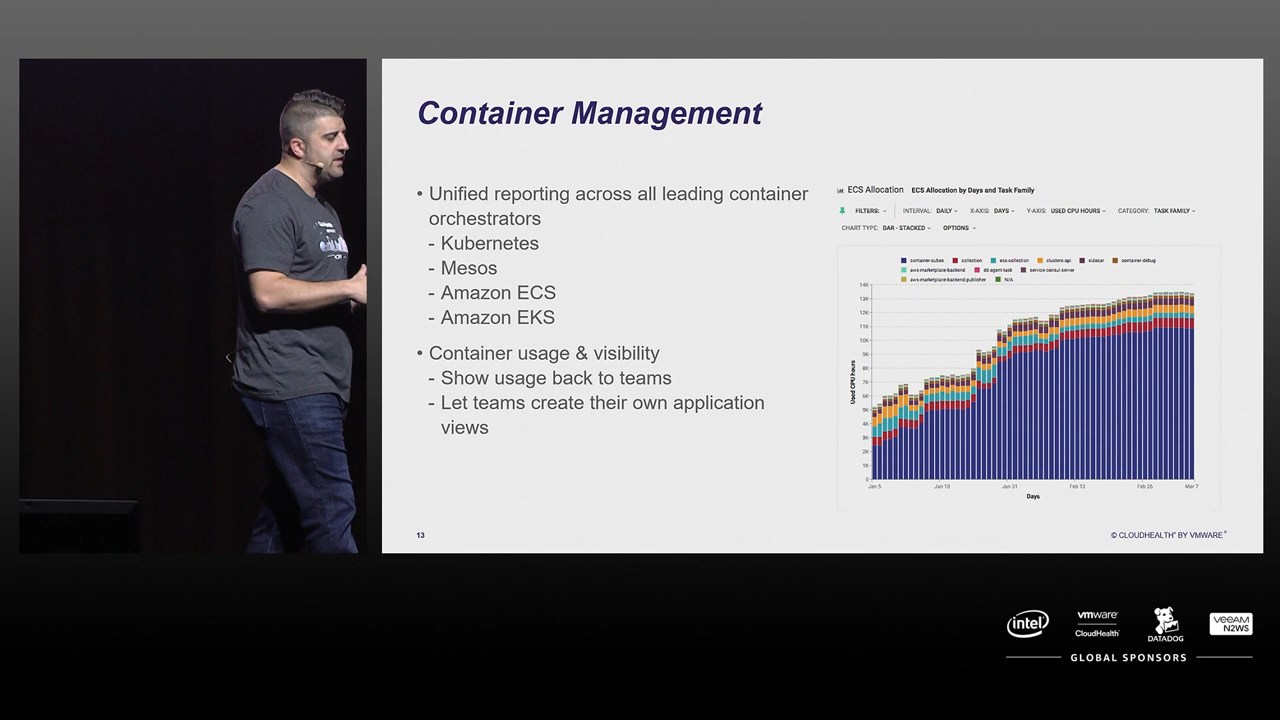 Container Management
• Unified reporting across all leading container
orchestrators
- Kubernetes
- Mesos
- Amazon ECS
- Amazon EKS
• Container usage & visibility
- Show usage back to teams
- Let teams create their own application
views
ECS Allocation ECS Allocation by Days and Task Family
FILTERS: INTERVAL: DAILY X-AXIS: DAYS Y-AXIS: USED CPU HOURS CATEGORY: TASK FAMILY
CHART TYPE: BAR - STACKED OPTIONS
container-cubes collection ecs-collection clusters-api sidecar container-debug
aws-marketplace-backend dd-agent-task service-consul-server
aws-marketplace-backend-publisher N/A
14K
13K
12K
11K
10K
9K
8K
7K
6K
5K
4K
3K
2K
1K
0
Used CPU hours
Jan 5 Jan 18 Jan 31 Feb 13 Feb 26 Mar 7
Days
13
© CLOUDHEALTH® BY VMWARE®
intel
vmware
CloudHealth
DATADOG
VEEAM
N2WS
GLOBAL SPONSORS